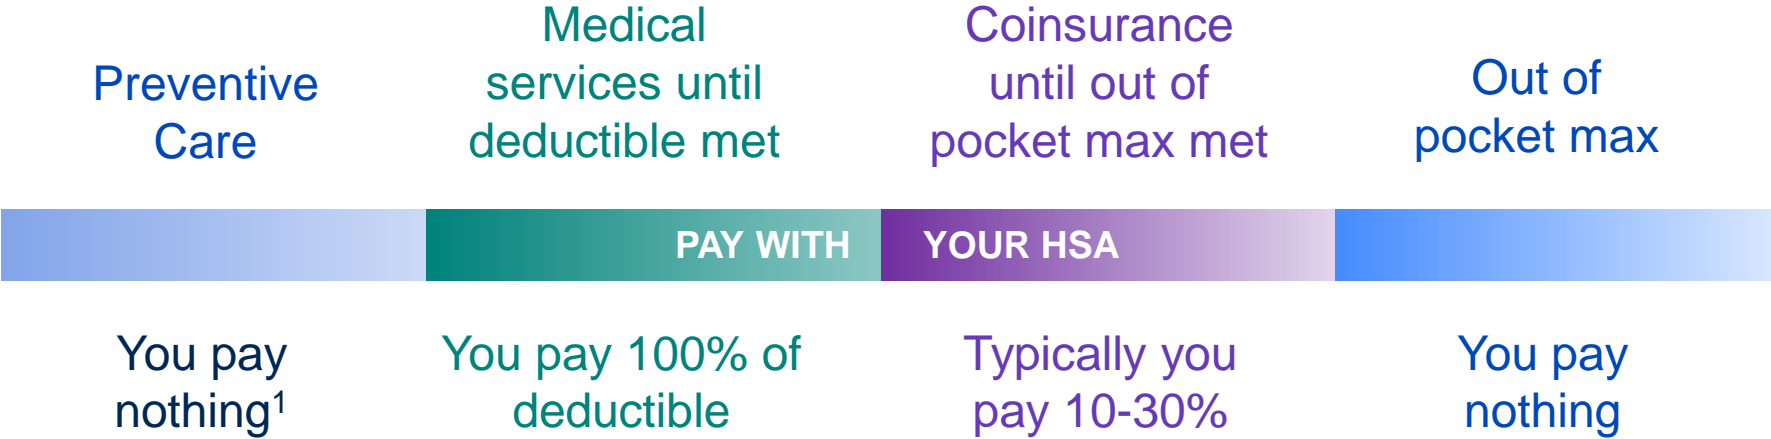 Preventive
Care
Medical
services until
deductible met
Coinsurance
until out of
pocket max met
Out of
pocket max
PAY WITH YOUR HSA
You pay
nothing1
You pay 100% of
deductible
Typically you
pay 10-30%
You pay
nothing